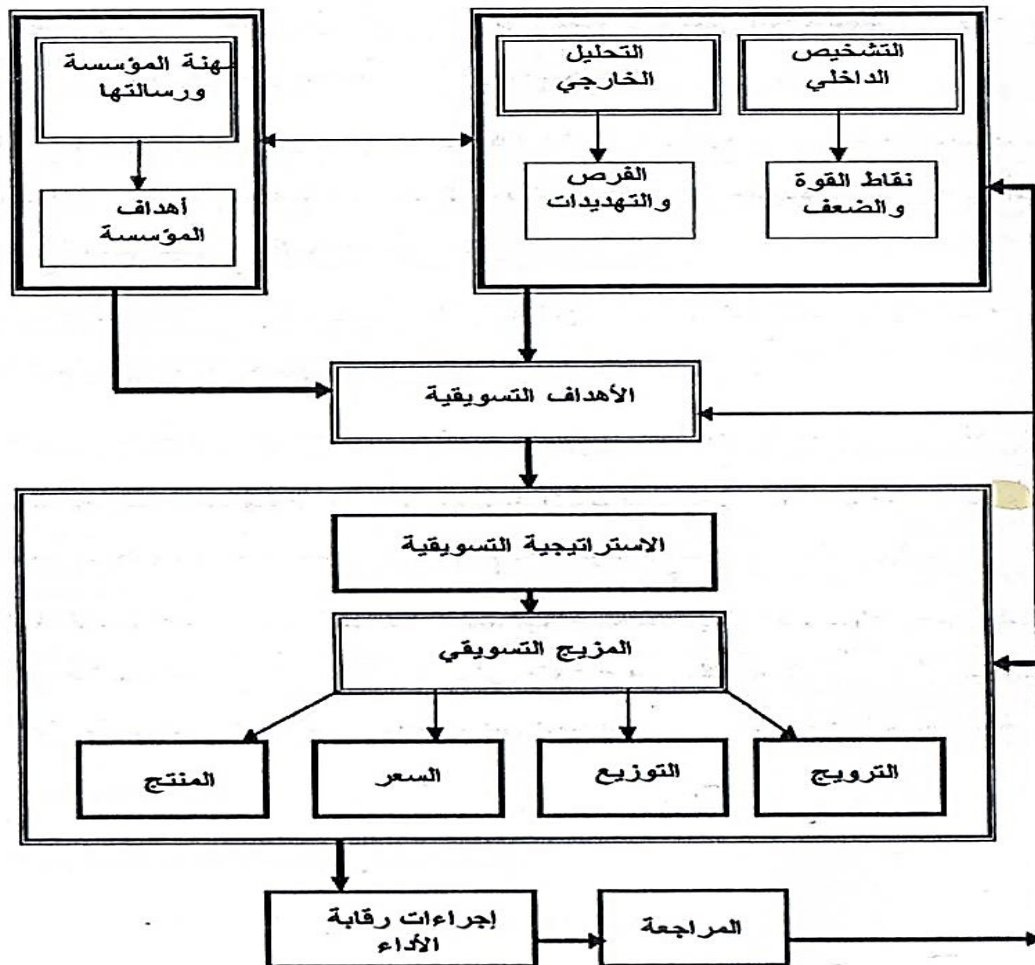 التشخيص
الداخلي
نقاط القوة
والضعف
التحليل
الخارجي
الفرص
والتهديدات
مهنة المؤسسة
ورسالتها
أهداف
المؤسسة
الأهداف التسويقية
الاستراتيجية التسويقية
المزيج التسويقي
الترويج
التوزيع
السعر
المنتج
إجراءات رقابة
الأداء
المراجعة